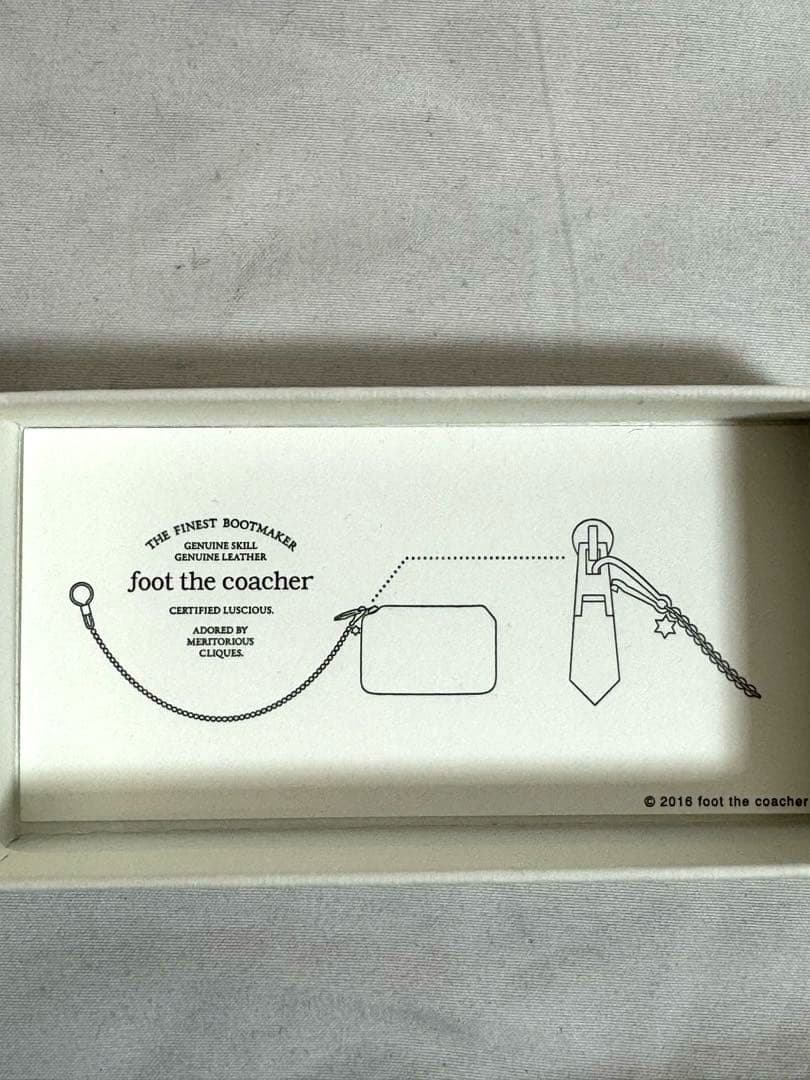 THE FINEST BOOTMAKER
GENUINE SKILL
GENUINE LEATHER
foot the coacher
CERTIFIED LUSCIOUS.
ADORED BY
MERITORIOUS
CLIQUES.
© 2016 foot the coacher